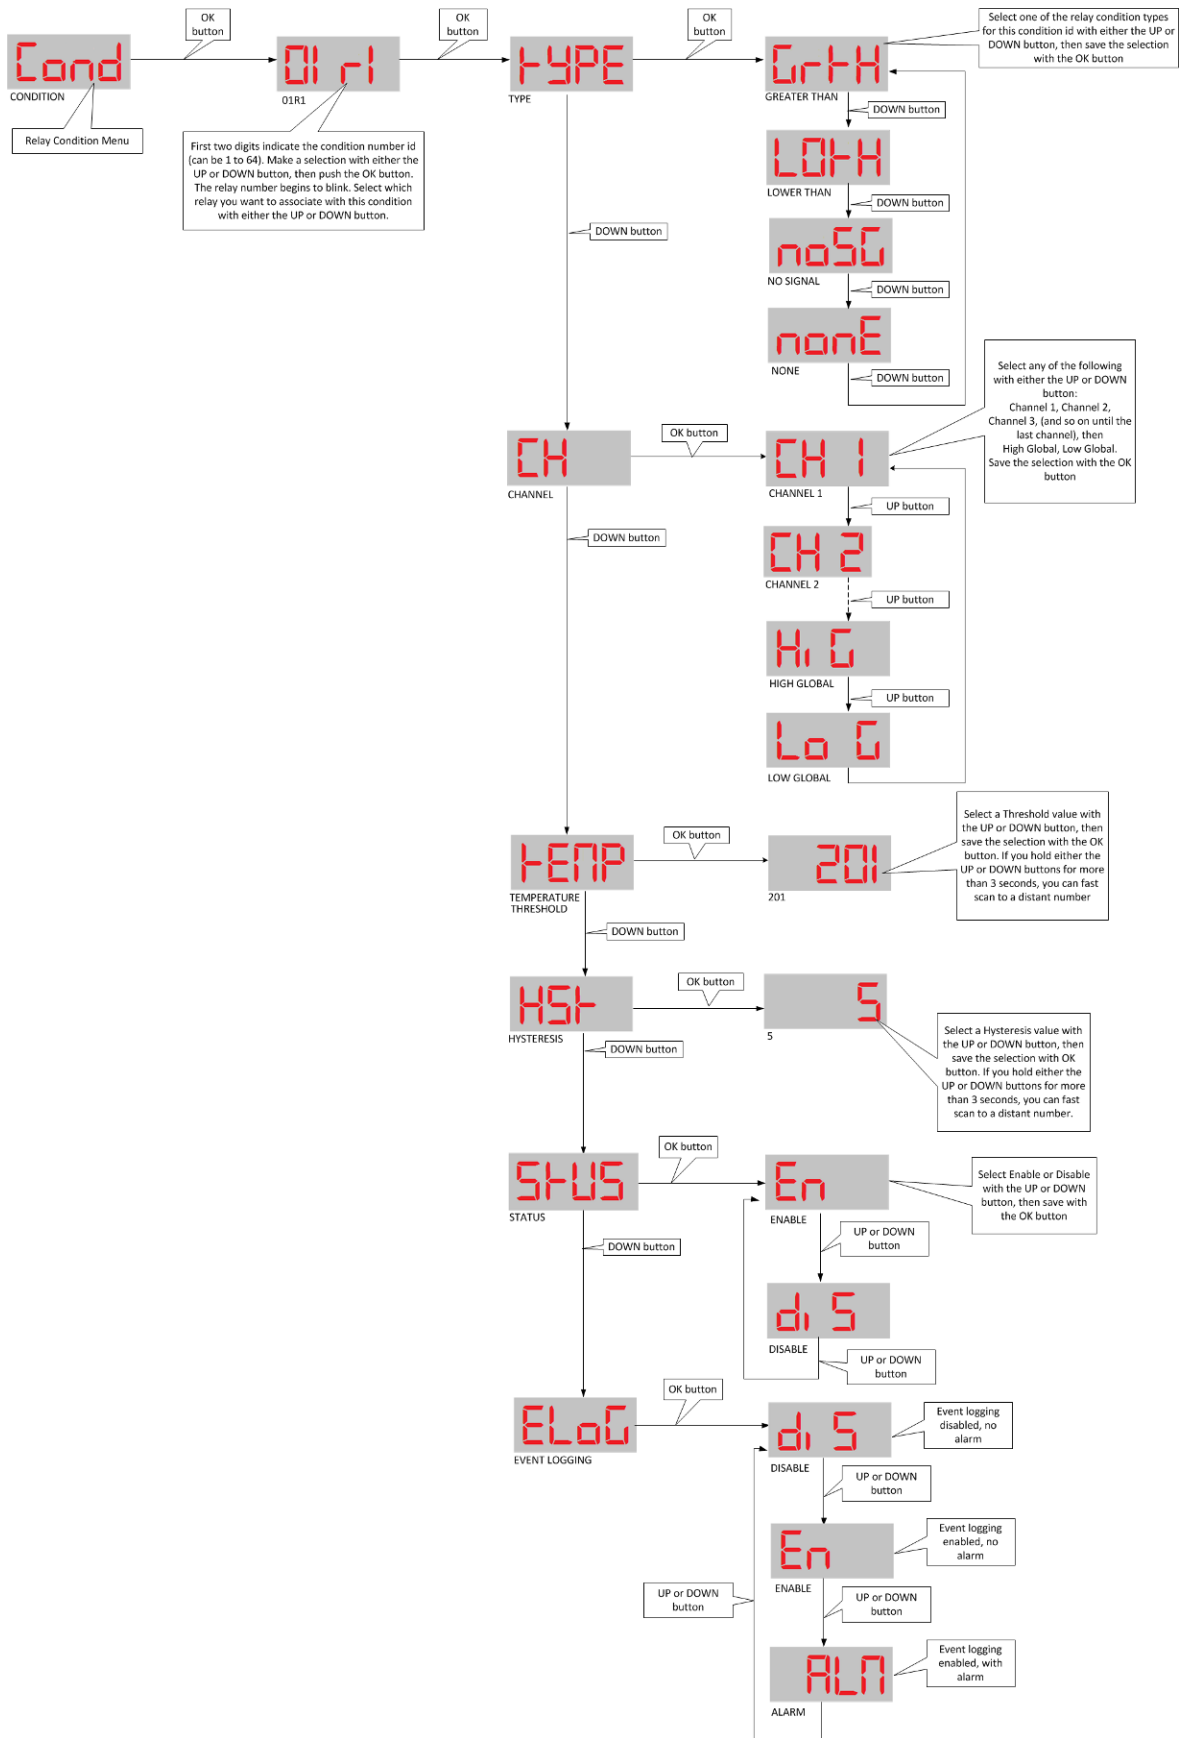 OK
button
OK
button
OK
button
Select one of the relay condition types
for this condition id with either the UP or
DOWN button, then save the selection
with the OK button
Cond
CONDITION
01 r1
01R1
tYPE
TYPE
GrtH
GREATER THAN
Relay Condition Menu
First two digits indicate the condition number id
(can be 1 to 64). Make a selection with either the
UP or DOWN button, then push the OK button.
The relay number begins to blink. Select which
relay you want to associate with this condition
with either the UP or DOWN button.
DOWN button
LOtH
LOWER THAN
DOWN button
DOWN button
noSG
NO SIGNAL
DOWN button
nonE
NONE
DOWN button
Select any of the following
with either the UP or DOWN
button:
Channel 1, Channel 2,
Channel 3, (and so on until the
last channel), then
High Global, Low Global.
Save the selection with the OK
button
CH
CHANNEL
OK button
CH 1
CHANNEL 1
UP button
DOWN button
CH 2
CHANNEL 2
UP button
Hi G
HIGH GLOBAL
UP button
Lo G
LOW GLOBAL
tEMP
TEMPERATURE
THRESHOLD
OK button
201
201
Select a Threshold value with
the UP or DOWN button, then
save the selection with the OK
button. If you hold either the
UP or DOWN buttons for more
than 3 seconds, you can fast
scan to a distant number
DOWN button
HSt
HYSTERESIS
OK button
5
5
Select a Hysteresis value with
the UP or DOWN button, then
save the selection with OK
button. If you hold either the
UP or DOWN buttons for more
than 3 seconds, you can fast
scan to a distant number.
DOWN button
StUS
STATUS
OK button
En
ENABLE
Select Enable or Disable
with the UP or DOWN
button, then save with
the OK button
DOWN button
UP or DOWN
button
di S
DISABLE
UP or DOWN
button
ELoG
EVENT LOGGING
OK button
di S
DISABLE
Event logging
disabled, no
alarm
UP or DOWN
button
En
ENABLE
Event logging
enabled, no
alarm
UP or DOWN
button
UP or DOWN
button
ALM
ALARM
Event logging
enabled, with
alarm